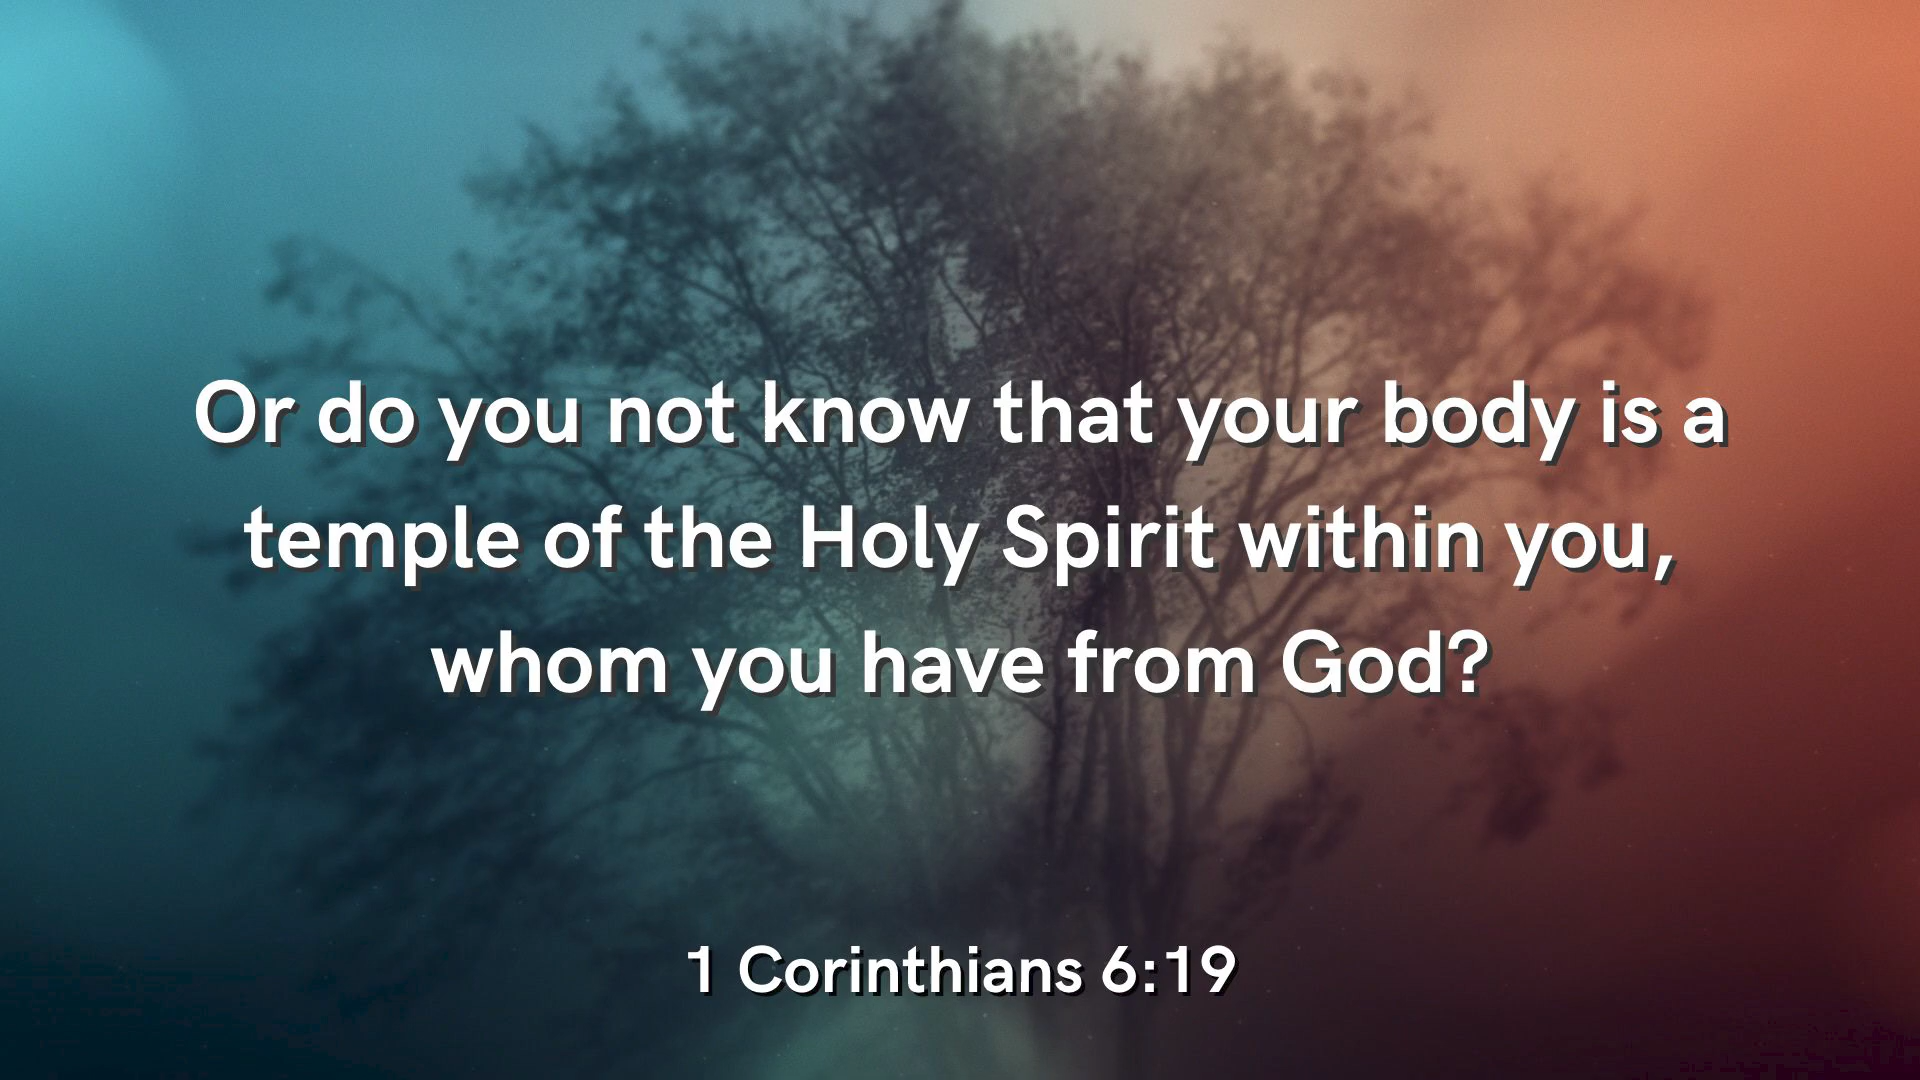 Or do you not know that your body is a
temple of the Holy Spirit within you,
whom you have from God?
1 Corinthians 6:19